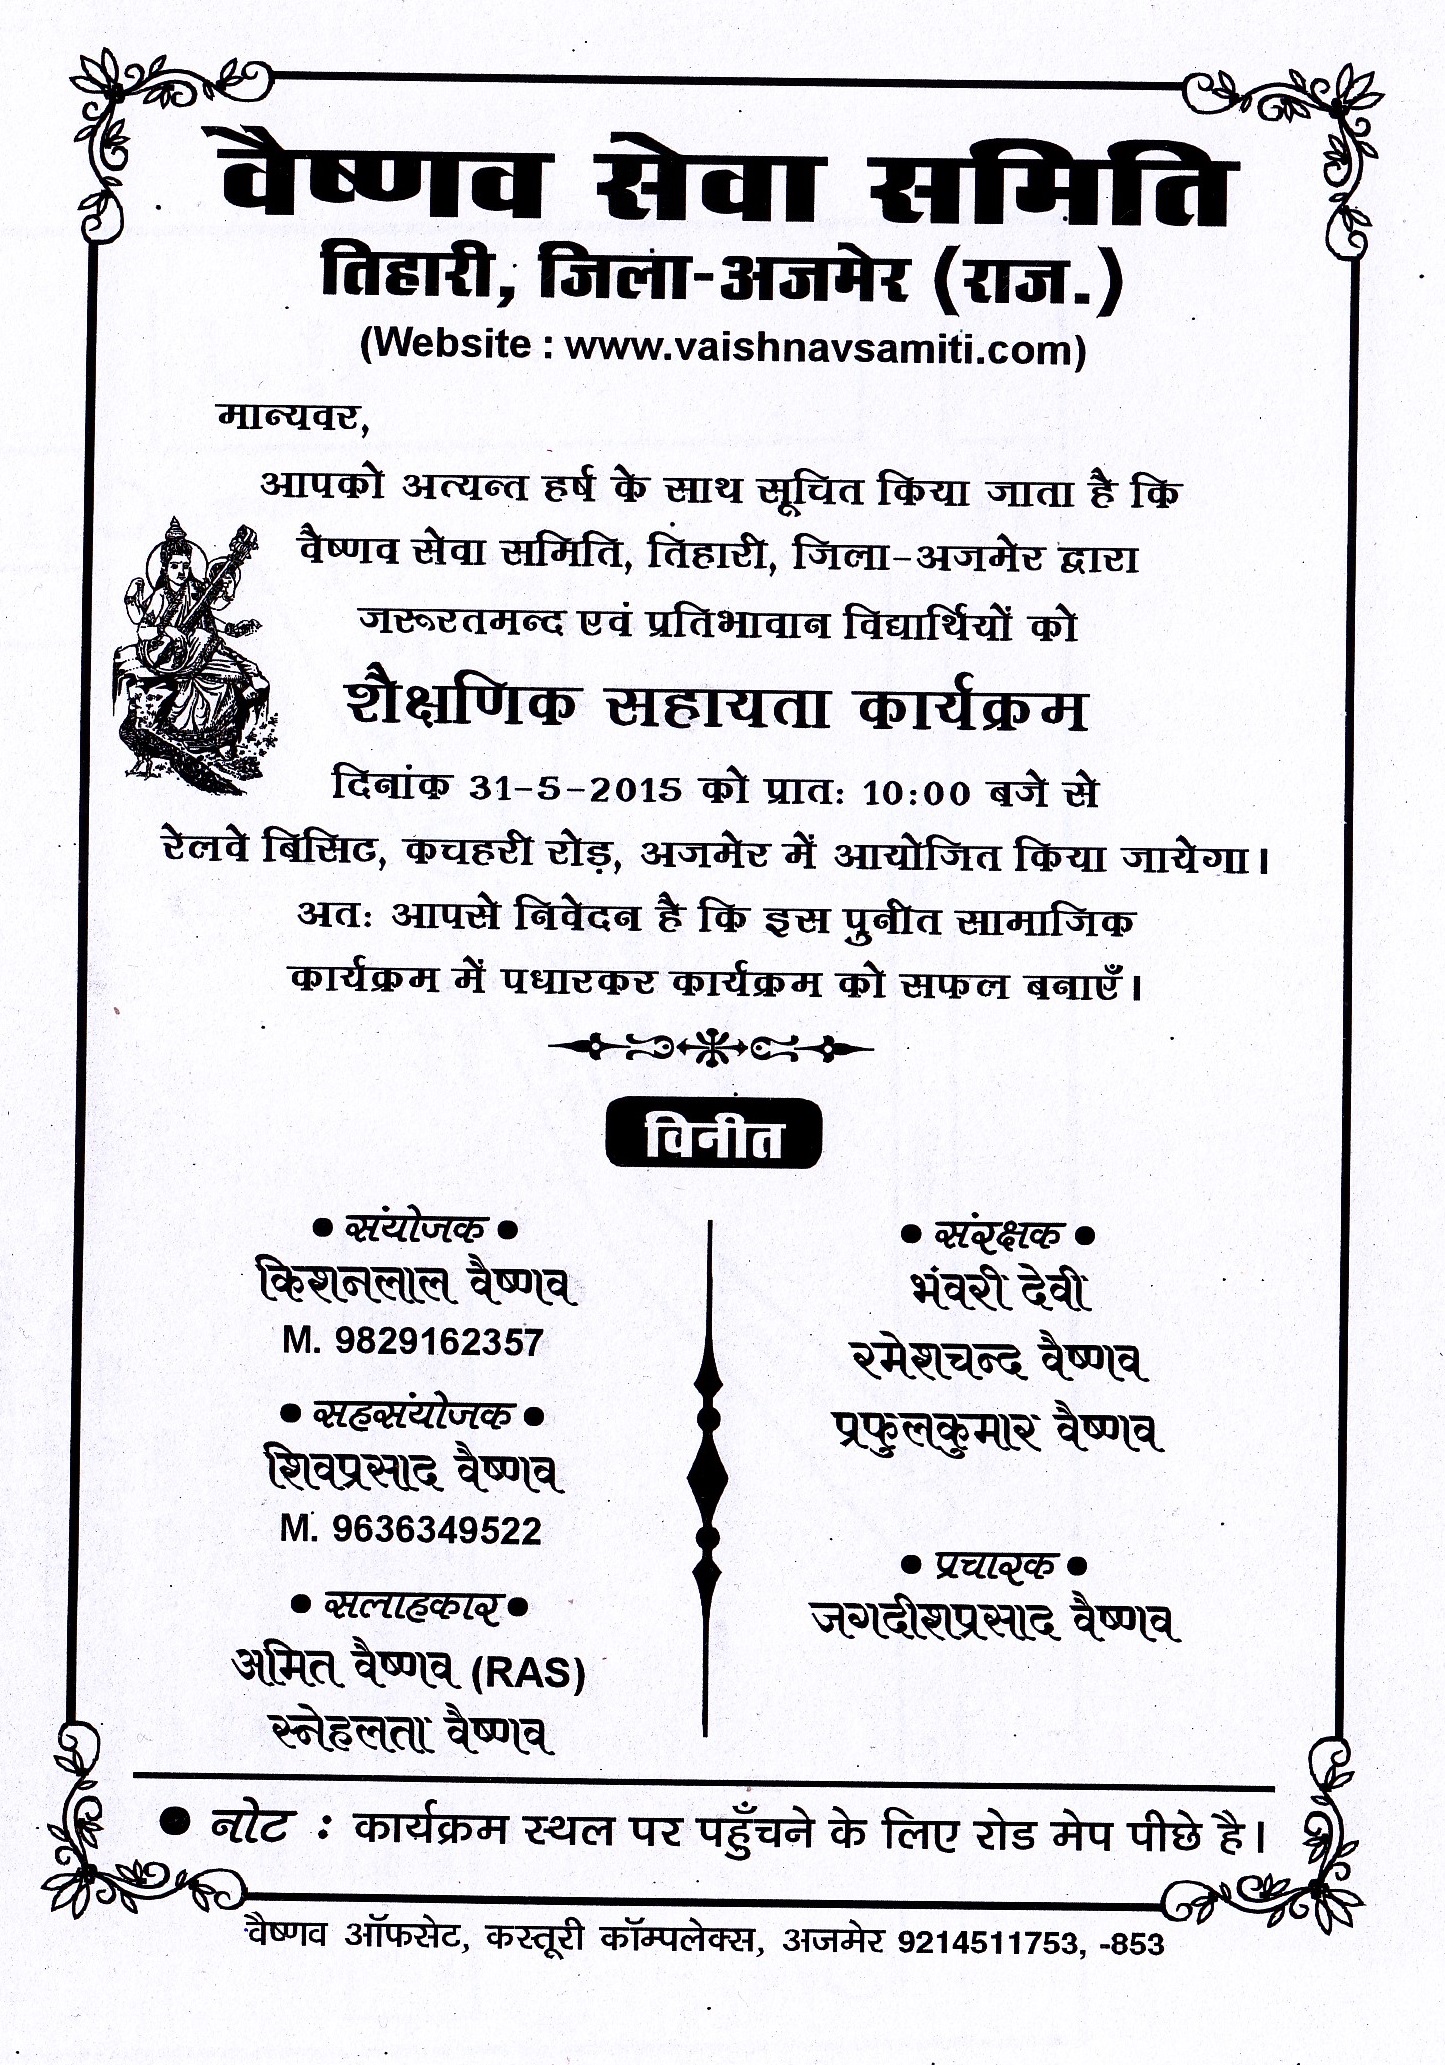 वैष्णव सेवा समिति
तिहारी, जिला-अजमेर (राज.)
(Website : www.vaishnavsamiti.com)
मान्यवर,
आपको अत्यन्त हर्ष के साथ सूचित किया जाता है कि
वैष्णव सेवा समिति, तिहारी, जिला-अजमेर द्वारा
जरूरतमन्द एवं प्रतिभावान विद्यार्थियों को
शैक्षणिक सहायता कार्यक्रम
दिनांक 31-5-2015 को प्रातः 10:00 बजे से
रेलवे बिसिट, कचहरी रोड़, अजमेर में आयोजित किया जायेगा।
अतः आपसे निवेदन है कि इस पुनीत सामाजिक
कार्यक्रम में पधारकर कार्यक्रम को सफल बनाएँ।
विनीत
• संयोजक •
किशनलाल वैष्णव
M. 9829162357
• सहसंयोजक •
शिवप्रसाद वैष्णव
M. 9636349522
• सलाहकार •
अमित वैष्णव (RAS)
स्नेहलता वैष्णव
• संरक्षक •
भंवरी देवी
रमेशचन्द वैष्णव
प्रफुलकुमार वैष्णव
• प्रचारक •
जगदीशप्रसाद वैष्णव
• नोट : कार्यक्रम स्थल पर पहुँचने के लिए रोड मेप पीछे है।
वैष्णव ऑफसेट, कस्तूरी कॉम्पलेक्स, अजमेर 9214511753, -853